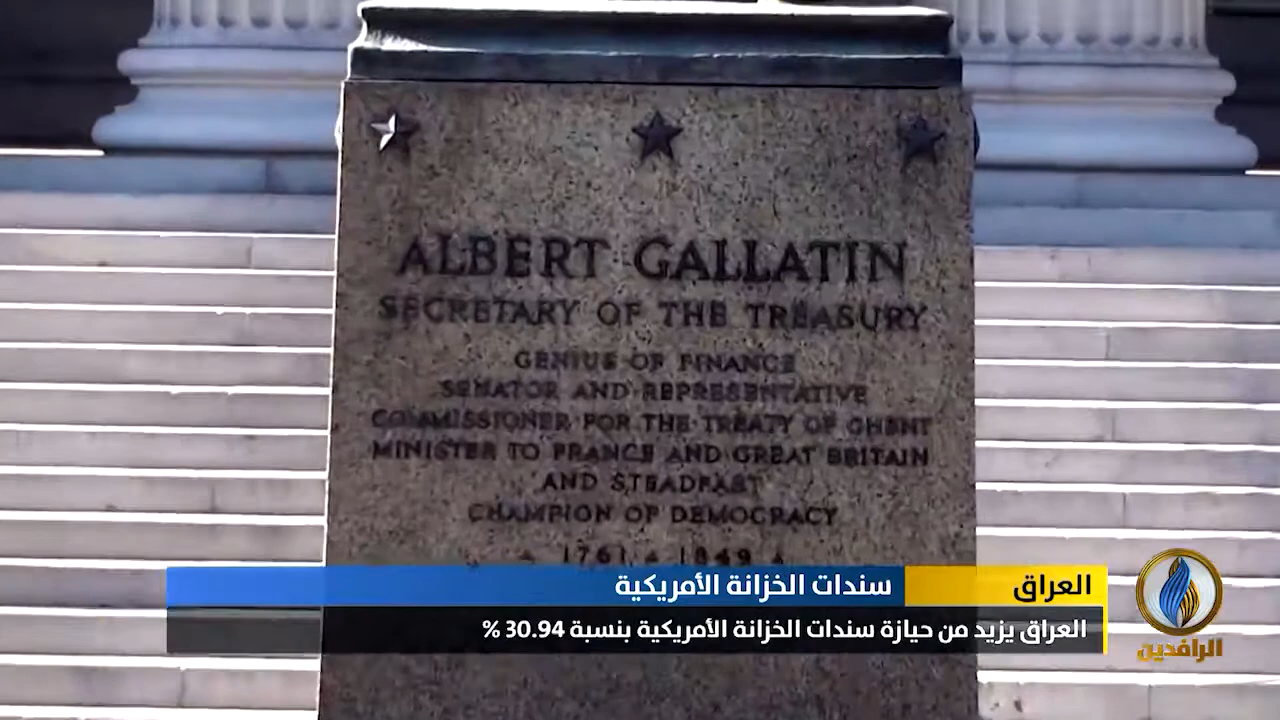 ALBERT GALLATIN
SECRETARY OF THE TREASURY
GENIUS OF FINANCE
SENATOR AND REPRESENTATIVE
COMMISSIONER FOR THE TREATY OF GHENT
MINISTER TO FRANCE AND GREAT BRITAIN
AND STEADFAST
CHAMPION OF DEMOCRACY
1761 1849
العراق
سندات الخزانة الأمريكية
العراق يزيد من حيازة سندات الخزانة الأمريكية بنسبة 30.94 %
الرافدين